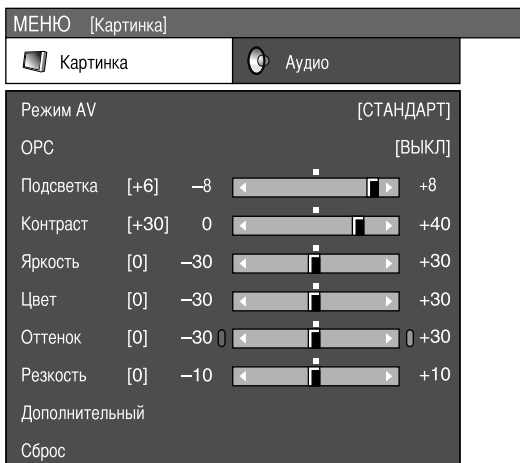 МЕНЮ [Картинка]
Картинка Аудио
Режим AV [СТАНДАРТ]
OPC [ВЫКЛ]
Подсветка [+6] –8 +8
Контраст [+30] 0 +40
Яркость [0] –30 +30
Цвет [0] –30 +30
Оттенок [0] –30 +30
Резкость [0] –10 +10
Дополнительный
Сброс